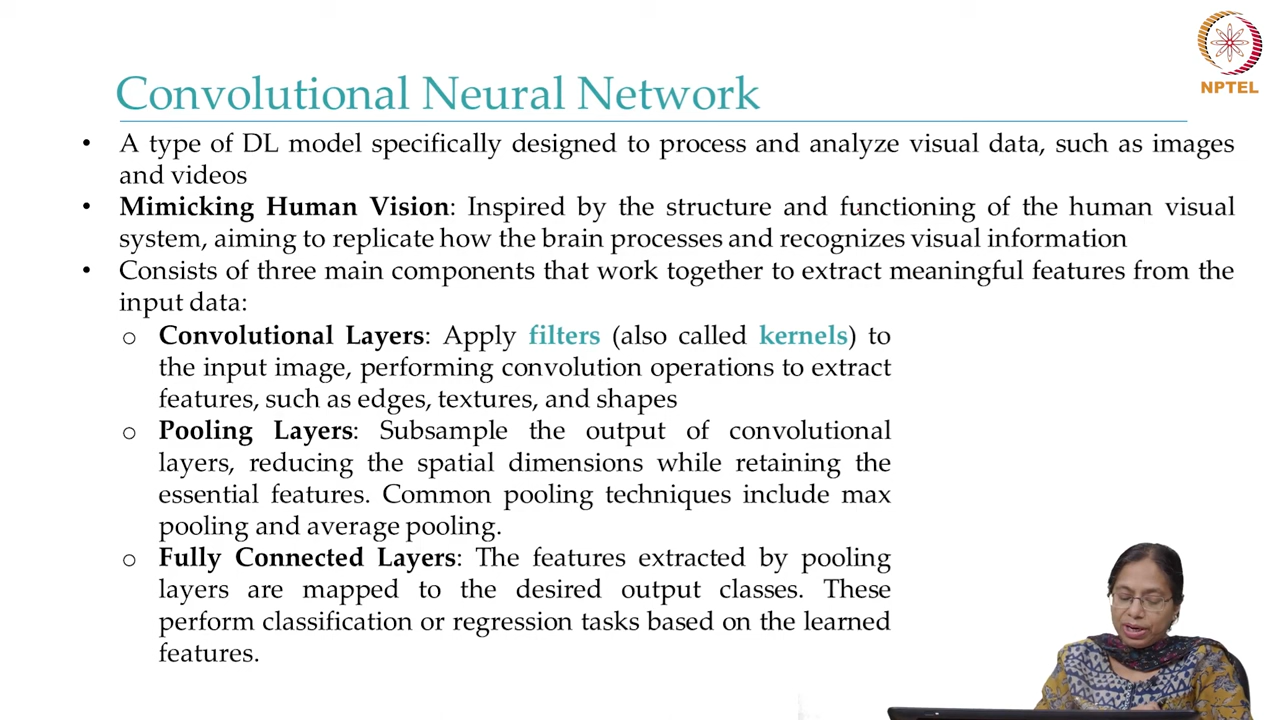 NPTEL
Convolutional Neural Network
• A type of DL model specifically designed to process and analyze visual data, such as images
and videos
• Mimicking Human Vision: Inspired by the structure and functioning of the human visual
system, aiming to replicate how the brain processes and recognizes visual information
• Consists of three main components that work together to extract meaningful features from the
input data:
o Convolutional Layers: Apply filters (also called kernels) to
the input image, performing convolution operations to extract
features, such as edges, textures, and shapes
o Pooling Layers: Subsample the output of convolutional
layers, reducing the spatial dimensions while retaining the
essential features. Common pooling techniques include max
pooling and average pooling.
o Fully Connected Layers: The features extracted by pooling
layers are mapped to the desired output classes. These
perform classification or regression tasks based on the learned
features.